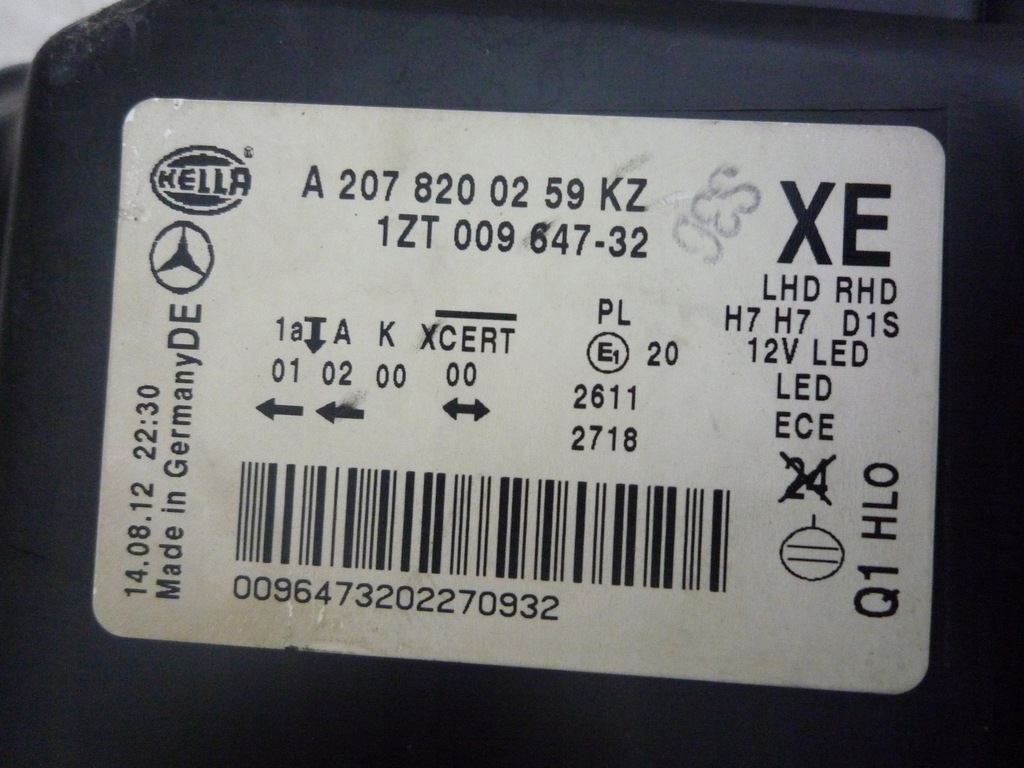 HELLA
A 207 820 02 59 KZ
1ZT 009 647-32
S36
XE
LHD RHD
H7 H7 D1S
12V LED
LED
ECE
24
1a A K XCERT
01 02 00 00
PL
E1 20
2611
2718
14.08.12 22:30
Made in GermanyDE
Q1 HLO
0096473202270932